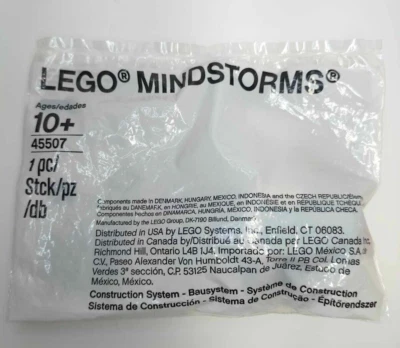 LEGO® MINDSTORMS®
Ages/edades
10+
45507
1 pc/
Stck/pz
/db
Components made in DENMARK, HUNGARY, MEXICO, INDONESIA and the CZECH REPUBLIC/
fabriqués au DANEMARK, en HONGRIE, au MEXIQUE, en INDONÉSIE et en RÉPUBLIQUE TCHÈQUE.
Componentes hechos en DINAMARCA, HUNGRÍA, MÉXICO, INDONESIA y la REPÚBLICA CHECA.
Manufactured by the LEGO Group, DK-7190 Billund, Denmark.
Distributed in USA by LEGO Systems, Inc., Enfield, CT 06083.
Distributed in Canada by/Distribué au Canada par LEGO Canada
Richmond Hill, Ontario L4B 1J4. Importado por: LEGO México S.A.
C.V. Paseo Alexander Von Humboldt 43-A, Torre II PB Col. Lomas
Verdes 3ª sección, C.P. 53125 Naucalpan de Juárez, Estado de
México, México.
Construction System - Bausystem - Système de Construction
Sistema de Construcción - sistema de Construção - Építőrendszer